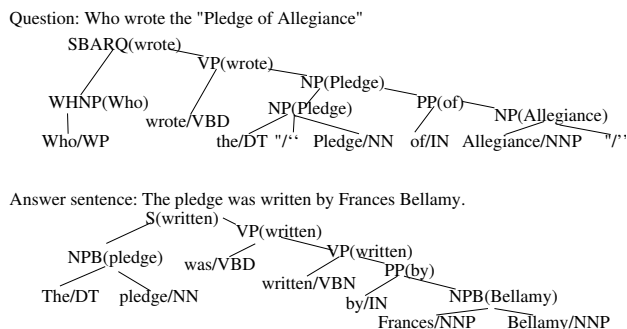 Question: Who wrote the "Pledge of Allegiance"
SBARQ(wrote)
VP(wrote)
NP(Pledge)
WHNP(Who) NP(Pledge) PP(of) NP(Allegiance)
wrote/VBD
Who/WP the/DT "/‘‘ Pledge/NN of/IN Allegiance/NNP "/’’
Answer sentence: The pledge was written by Frances Bellamy.
S(written)
VP(written)
NPB(pledge) was/VBD VP(written)
written/VBN PP(by)
The/DT pledge/NN by/IN NPB(Bellamy)
Frances/NNP Bellamy/NNP